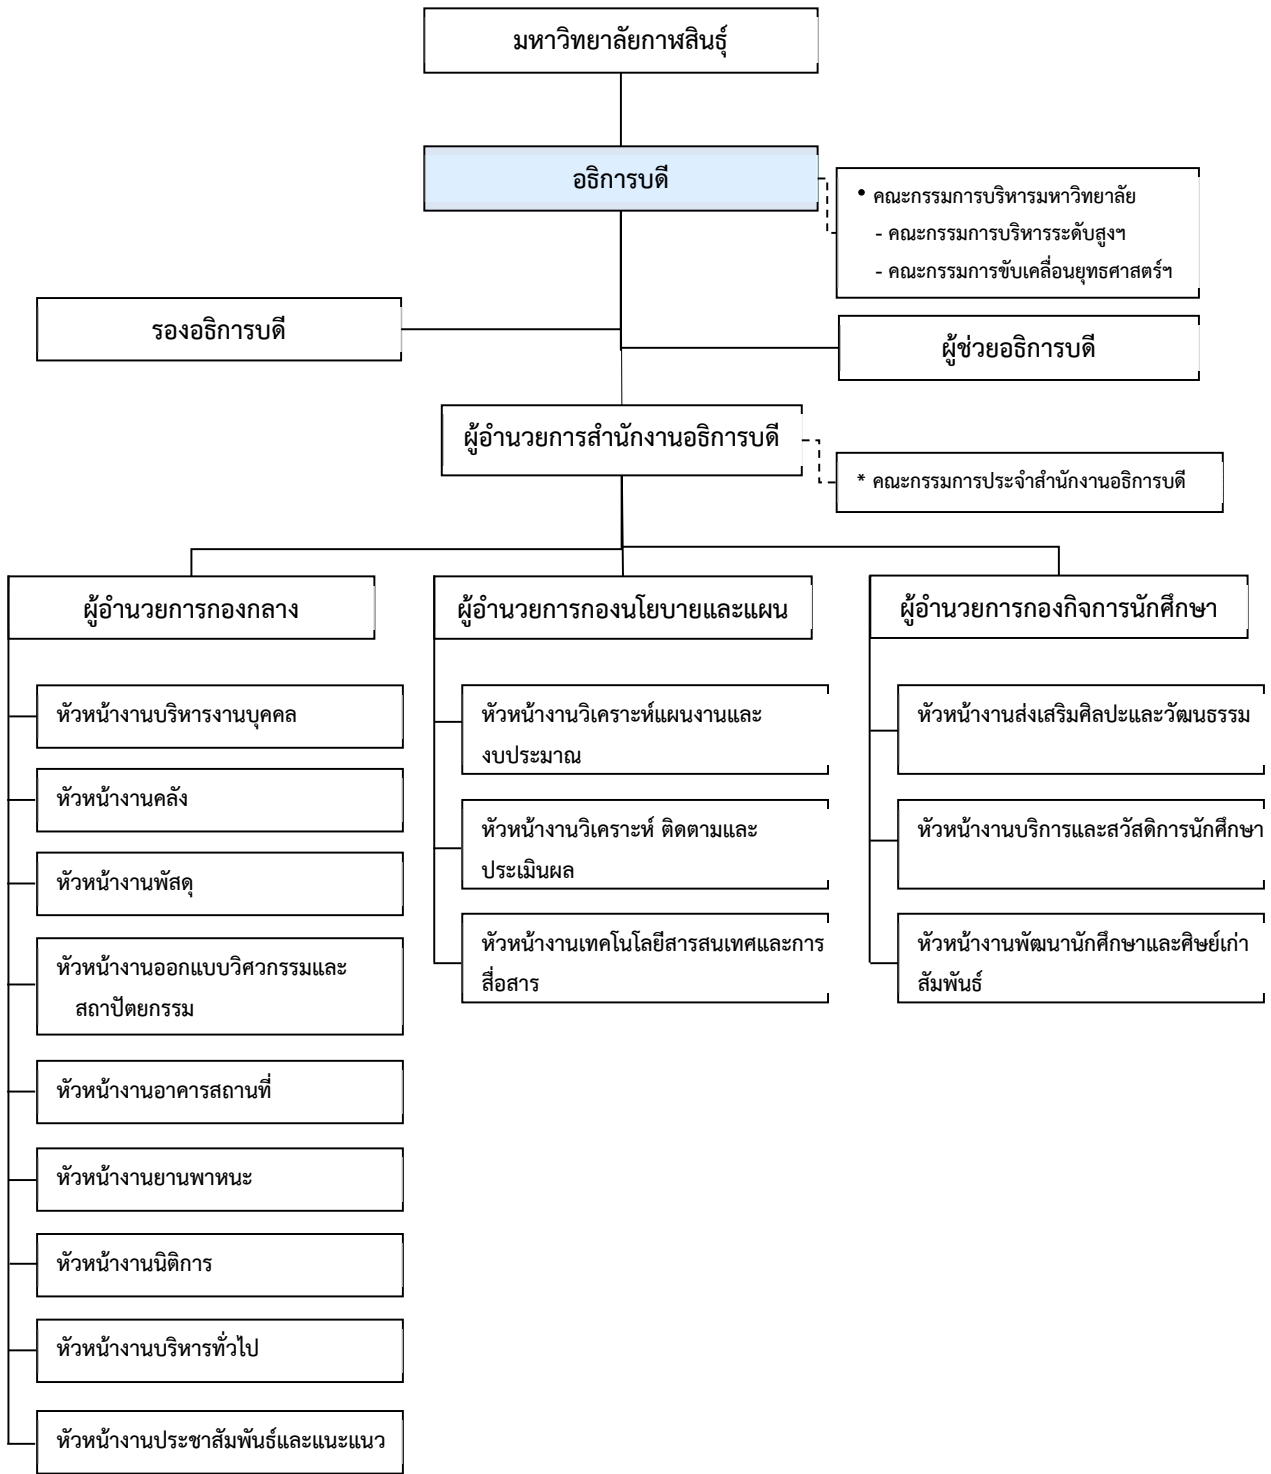 มหาวิทยาลัยกาฬสินธุ์
อธิการบดี
• คณะกรรมการบริหารมหาวิทยาลัย
- คณะกรรมการบริหารระดับสูงฯ
- คณะกรรมการขับเคลื่อนยุทธศาสตร์ฯ
รองอธิการบดี
ผู้ช่วยอธิการบดี
ผู้อำนวยการสำนักงานอธิการบดี
* คณะกรรมการประจำสำนักงานอธิการบดี
ผู้อำนวยการกองกลาง
หัวหน้างานบริหารงานบุคคล
หัวหน้างานคลัง
หัวหน้างานพัสดุ
หัวหน้างานออกแบบวิศวกรรมและ
สถาปัตยกรรม
หัวหน้างานอาคารสถานที่
หัวหน้างานยานพาหนะ
หัวหน้างานนิติการ
หัวหน้างานบริหารทั่วไป
หัวหน้างานประชาสัมพันธ์และแนะแนว
ผู้อำนวยการกองนโยบายและแผน
หัวหน้างานวิเคราะห์แผนงานและ
งบประมาณ
หัวหน้างานวิเคราะห์ ติดตามและ
ประเมินผล
หัวหน้างานเทคโนโลยีสารสนเทศและการ
สื่อสาร
ผู้อำนวยการกองกิจการนักศึกษา
หัวหน้างานส่งเสริมศิลปะและวัฒนธรรม
หัวหน้างานบริการและสวัสดิการนักศึกษา
หัวหน้างานพัฒนานักศึกษาและศิษย์เก่า
สัมพันธ์